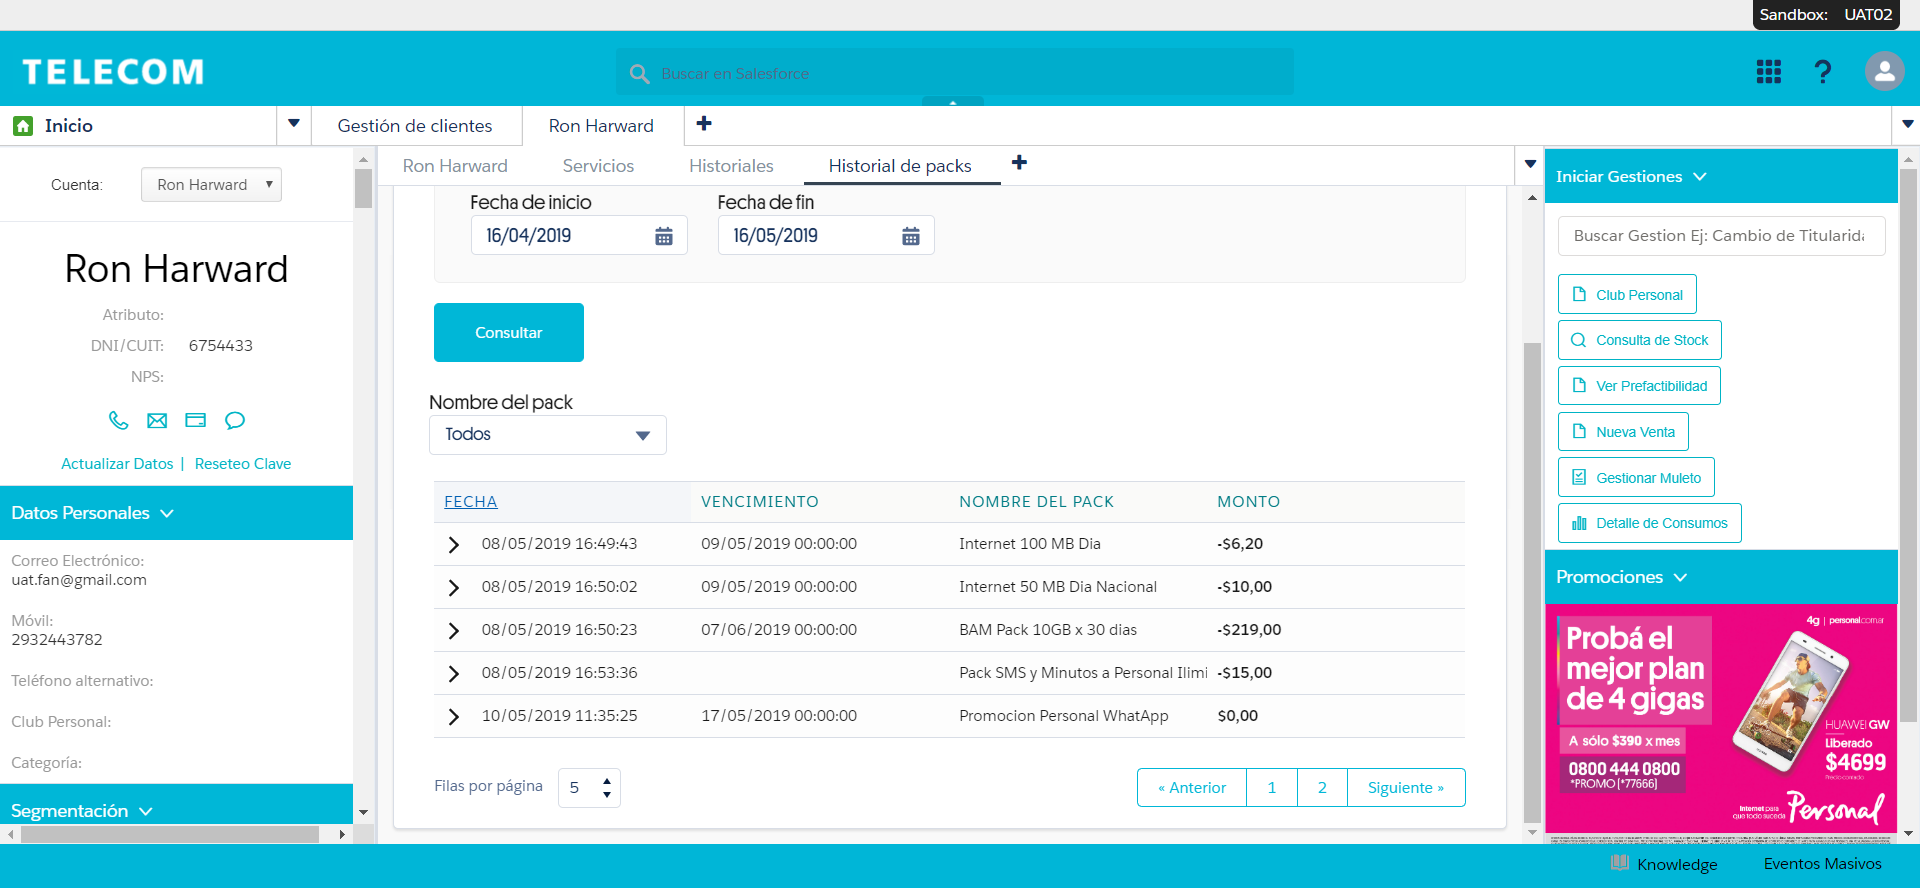 Sandbox: UAT02
TELECOM
Buscar en Salesforce
Inicio
Gestión de clientes
Ron Harward
Ron Harward
Servicios
Historiales
Historial de packs
Cuenta:
Ron Harward
Ron Harward
Atributo:
DNI/CUIT: 6754433
NPS:
Actualizar Datos | Reseteo Clave
Datos Personales
Correo Electrónico:
uat.fan@gmail.com
Móvil:
2932443782
Teléfono alternativo:
Club Personal:
Categoría:
Segmentación
Fecha de inicio
16/04/2019
Fecha de fin
16/05/2019
Consultar
Nombre del pack
Todos
FECHA VENCIMIENTO NOMBRE DEL PACK MONTO
08/05/2019 16:49:43 09/05/2019 00:00:00 Internet 100 MB Dia -$6,20
08/05/2019 16:50:02 09/05/2019 00:00:00 Internet 50 MB Dia Nacional -$10,00
08/05/2019 16:50:23 07/06/2019 00:00:00 BAM Pack 10GB x 30 dias -$219,00
08/05/2019 16:53:36 Pack SMS y Minutos a Personal Ilimi -$15,00
10/05/2019 11:35:25 17/05/2019 00:00:00 Promocion Personal WhatApp $0,00
Filas por página 5
« Anterior 1 2 Siguiente »
Iniciar Gestiones
Buscar Gestion Ej: Cambio de Titularida
Club Personal
Consulta de Stock
Ver Prefactibilidad
Nueva Venta
Gestionar Muleto
Detalle de Consumos
Promociones
4g | personal.com.ar
Probá el
mejor plan
de 4 gigas
A sólo $390 x mes
0800 444 0800
*PROMO (*77666)
HUAWEI GW
Liberado
$4699
Precio contado
Internet para
que todo suceda
Personal
Knowledge
Eventos Masivos